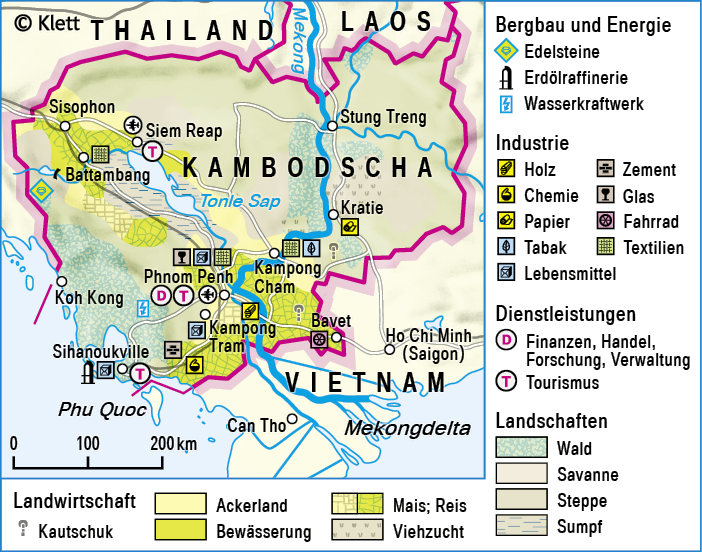 © Klett
THAILAND
LAOS
Mekong
Sisophon
Siem Reap
T
Stung Treng
Battambang
KAMBODSCHA
Tonle Sap
Kratie
Phnom Penh
D T
Kampong
Cham
Koh Kong
Kampong
Tram
Bavet
Ho Chi Minh
(Saigon)
Sihanoukville
T
VIETNAM
Phu Quoc
Can Tho
Mekongdelta
0 100 200 km
Bergbau und Energie
Edelsteine
Erdölraffinerie
Wasserkraftwerk
Industrie
Holz
Zement
Chemie
Glas
Papier
Fahrrad
Tabak
Textilien
Lebensmittel
Dienstleistungen
D Finanzen, Handel,
Forschung, Verwaltung
T Tourismus
Landschaften
Wald
Savanne
Steppe
Sumpf
Landwirtschaft
Kautschuk
Ackerland
Bewässerung
Mais; Reis
Viehzucht